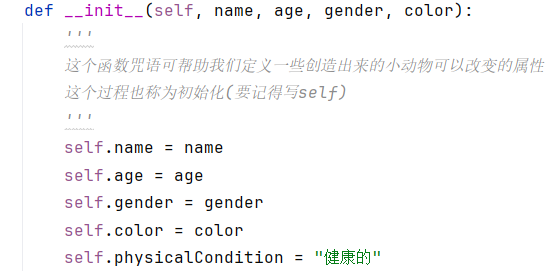 def __init__(self, name, age, gender, color):
'''
这个函数咒语可帮助我们定义一些创造出来的小动物可以改变的属性
这个过程也称为初始化(要记得写self)
'''
self.name = name
self.age = age
self.gender = gender
self.color = color
self.physicalCondition = "健康的"